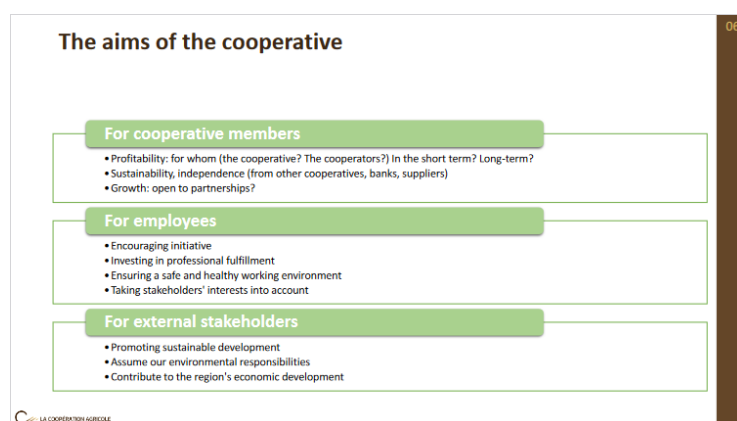 06
The aims of the cooperative
For cooperative members
•Profitability: for whom (the cooperative? The cooperators?) In the short term? Long-term?
•Sustainability, independence (from other cooperatives, banks, suppliers)
•Growth: open to partnerships?
For employees
•Encouraging initiative
•Investing in professional fulfillment
•Ensuring a safe and healthy working environment
•Taking stakeholders' interests into account
For external stakeholders
•Promoting sustainable development
•Assume our environmental responsibilities
•Contribute to the region's economic development
LA COOPÉRATION AGRICOLE